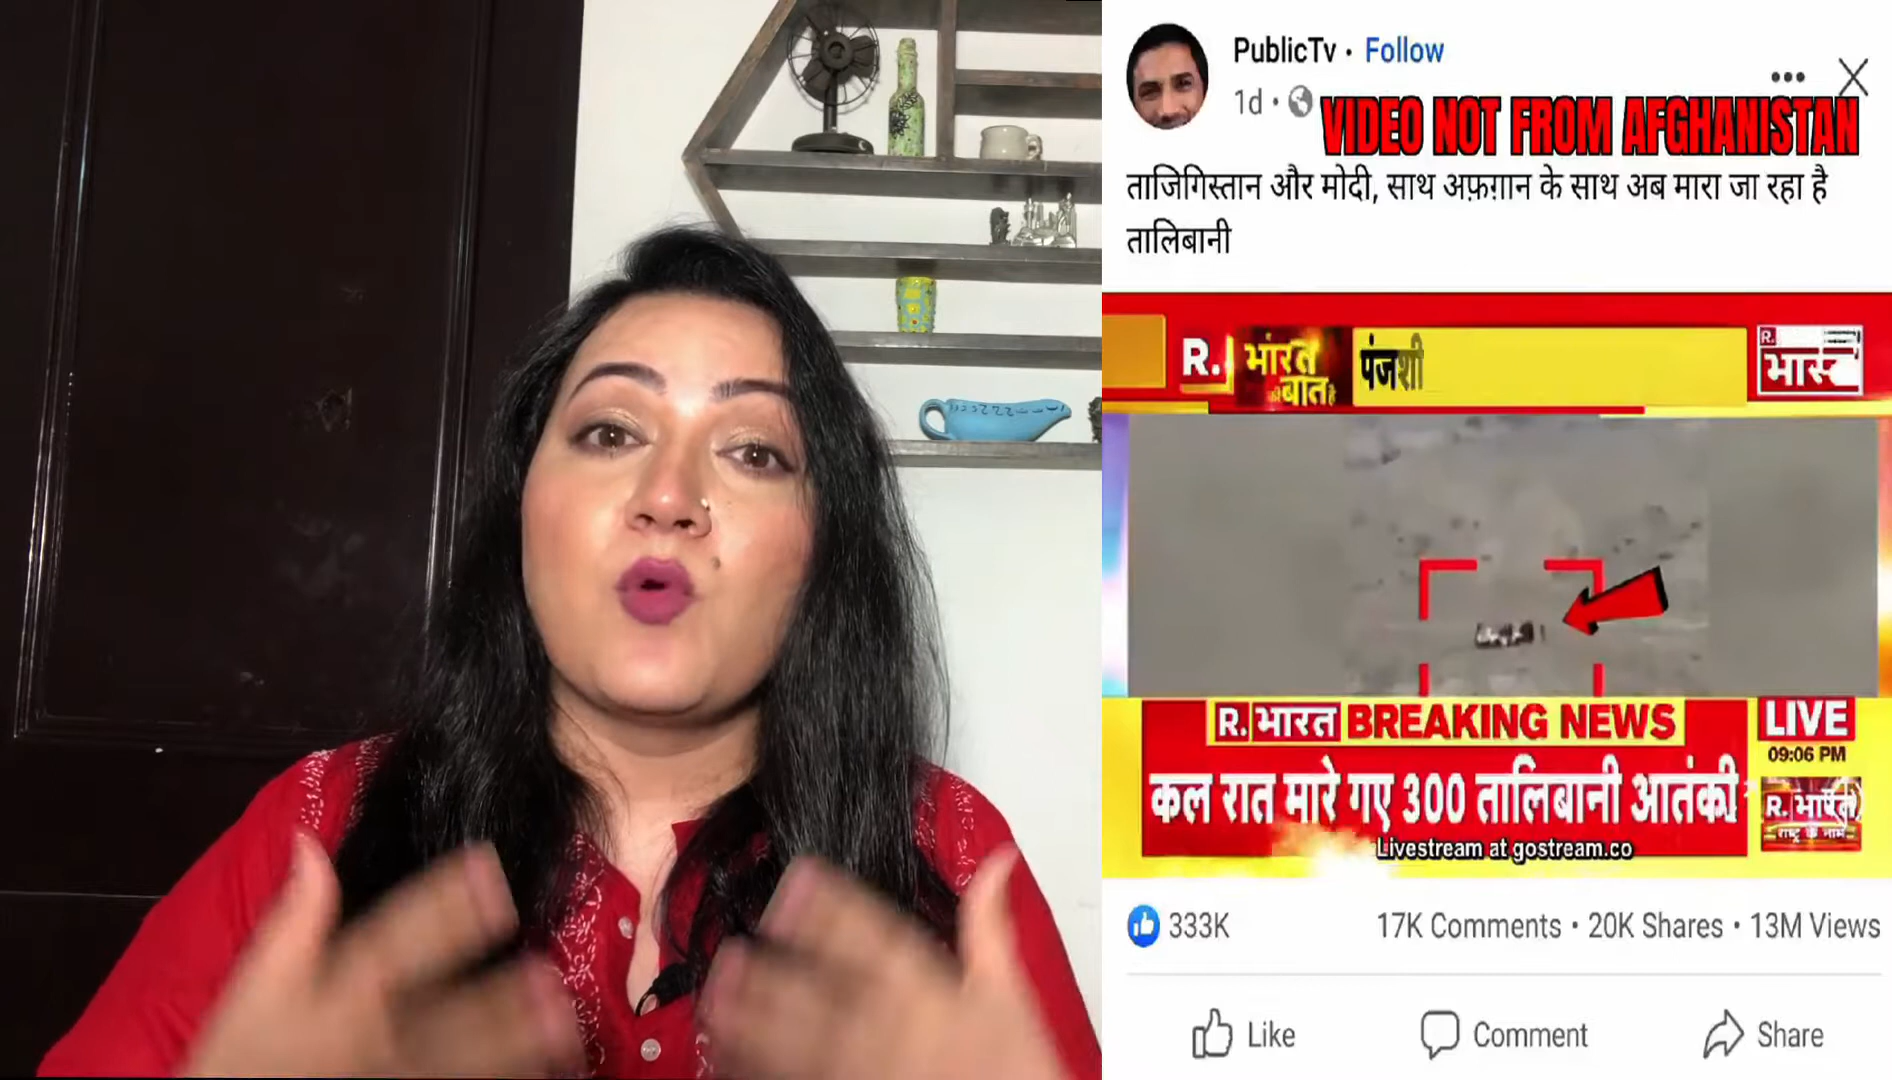 PublicTv • Follow
1d •
VIDEO NOT FROM AFGHANISTAN
ताजिगिस्तान और मोदी, साथ अफ़ग़ान के साथ अब मारा जा रहा है
तालिबानी
R. भारत की बात है
पंजशी
R.
R. भारत BREAKING NEWS
LIVE
09:06 PM
कल रात मारे गए 300 तालिबानी आतंकी
R. भारत
राष्ट्र के नाम
Livestream at gostream.co
333K
17K Comments • 20K Shares • 13M Views
Like
Comment
Share